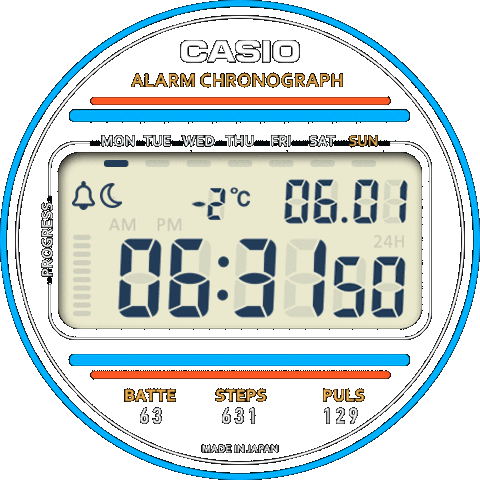 CASIO
ALARM CHRONOGRAPH
MON TUE WED THU FRI SAT SUN
-2°C 06.01
AM PM 24H
06:31 50
PROGRESS
BATTE STEPS PULS
63 631 129
MADE IN JAPAN